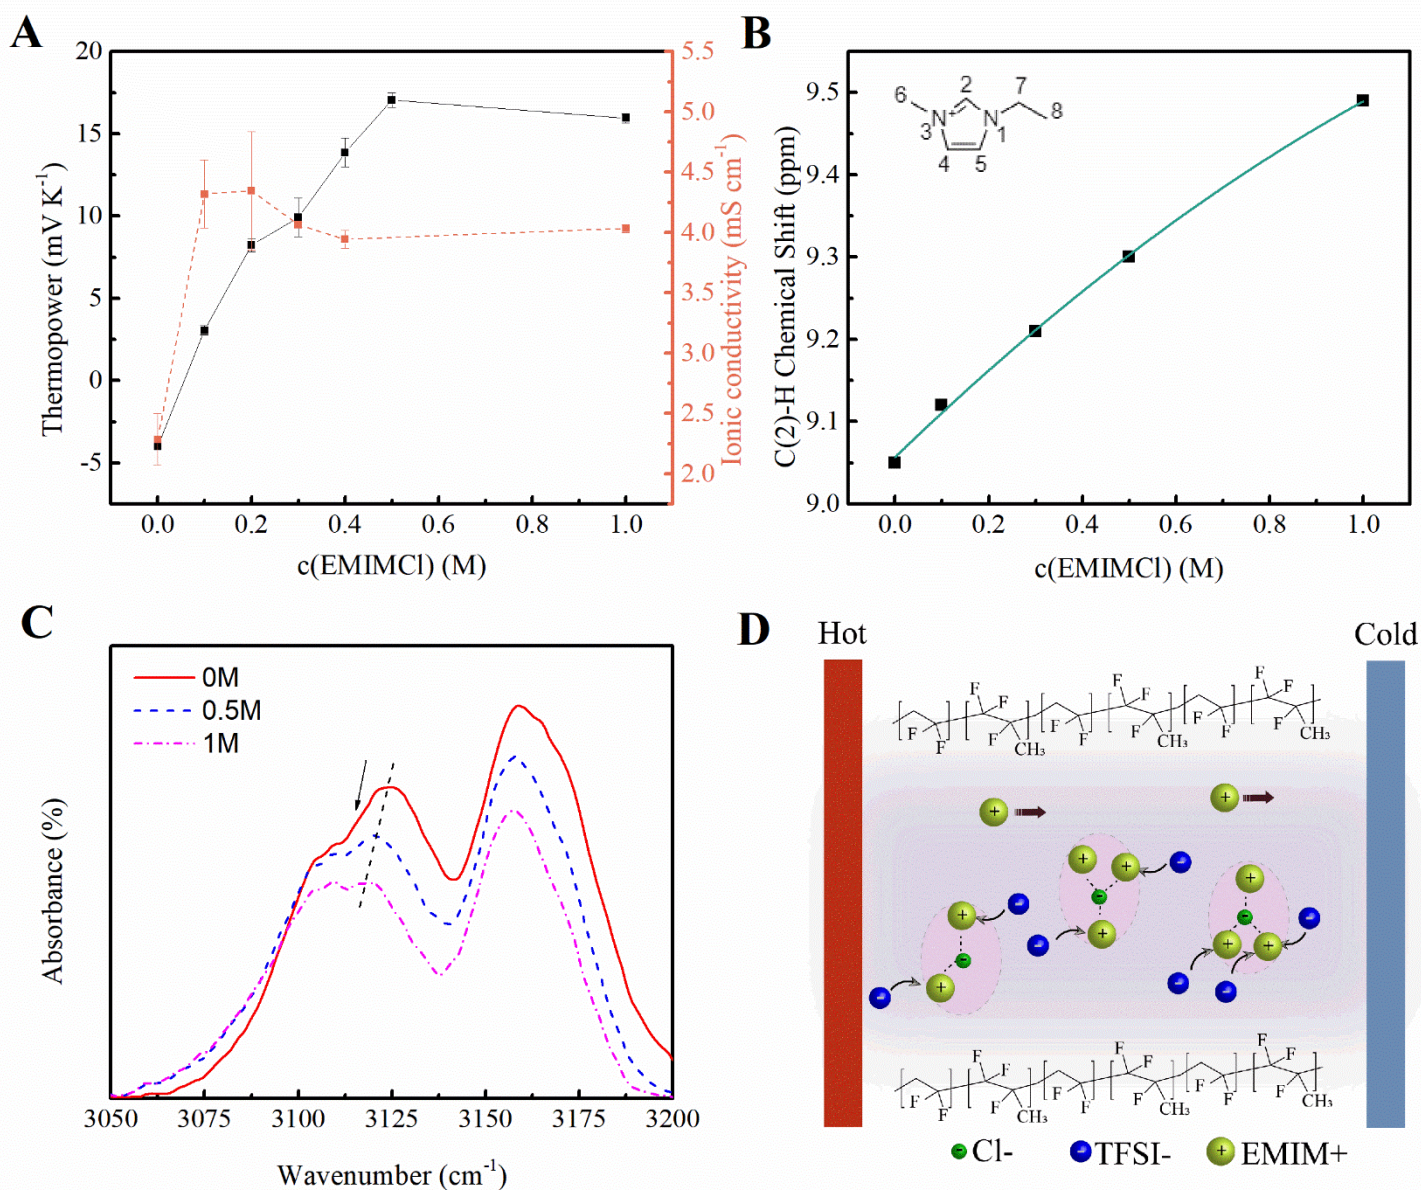 A
20
15
10
5
0
-5
Thermopower (mV K-1)
5.5
5.0
4.5
4.0
3.5
3.0
2.5
2.0
Ionic conductivity (mS cm-1)
0.0 0.2 0.4 0.6 0.8 1.0
c(EMIMCl) (M)
B
9.5
9.4
9.3
9.2
9.1
9.0
C(2)-H Chemical Shift (ppm)
6 2 7
N + N 8
3 1
4 5
0.0 0.2 0.4 0.6 0.8 1.0
c(EMIMCl) (M)
C
0M
0.5M
1M
Absorbance (%)
3050 3075 3100 3125 3150 3175 3200
Wavenumber (cm-1)
D
Hot Cold
F F F F F F F F F
F F F F F F
CH3 CH3 CH3
+ +
+ + - +
+ - - -
- - + + + -
- + - -
F F F F F F F F F
F F F F F F
CH3 CH3 CH3
- Cl- - TFSI- + EMIM+